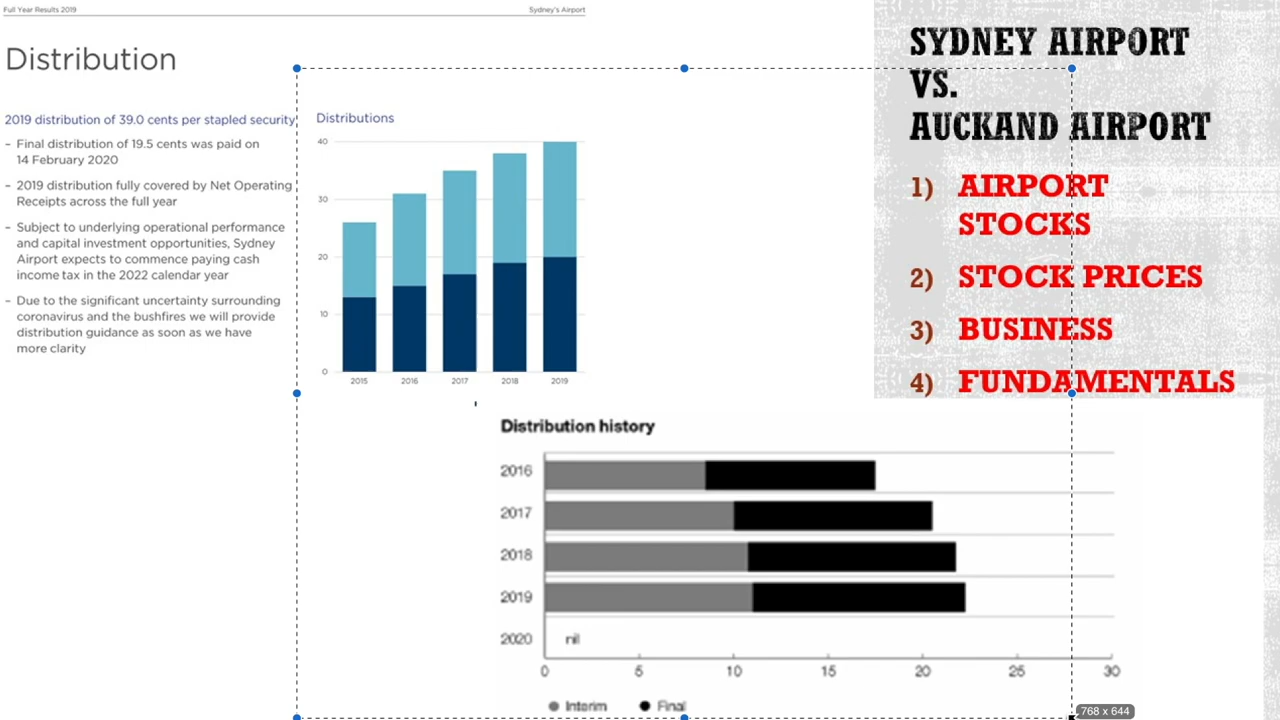 Full Year Results 2019
Sydney's Airport
Distribution
2019 distribution of 39.0 cents per stapled security
– Final distribution of 19.5 cents was paid on
14 February 2020
– 2019 distribution fully covered by Net Operating
Receipts across the full year
– Subject to underlying operational performance
and capital investment opportunities, Sydney
Airport expects to commence paying cash
income tax in the 2022 calendar year
– Due to the significant uncertainty surrounding
coronavirus and the bushfires we will provide
distribution guidance as soon as we have
more clarity
Distributions
40
30
20
10
0
2015 2016 2017 2018 2019
SYDNEY AIRPORT
VS.
AUCKAND AIRPORT
1) AIRPORT
STOCKS
2) STOCK PRICES
3) BUSINESS
4) FUNDAMENTALS
Distribution history
2016
2017
2018
2019
2020 nil
0 5 10 15 20 25 30
Interim Final
768 x 644